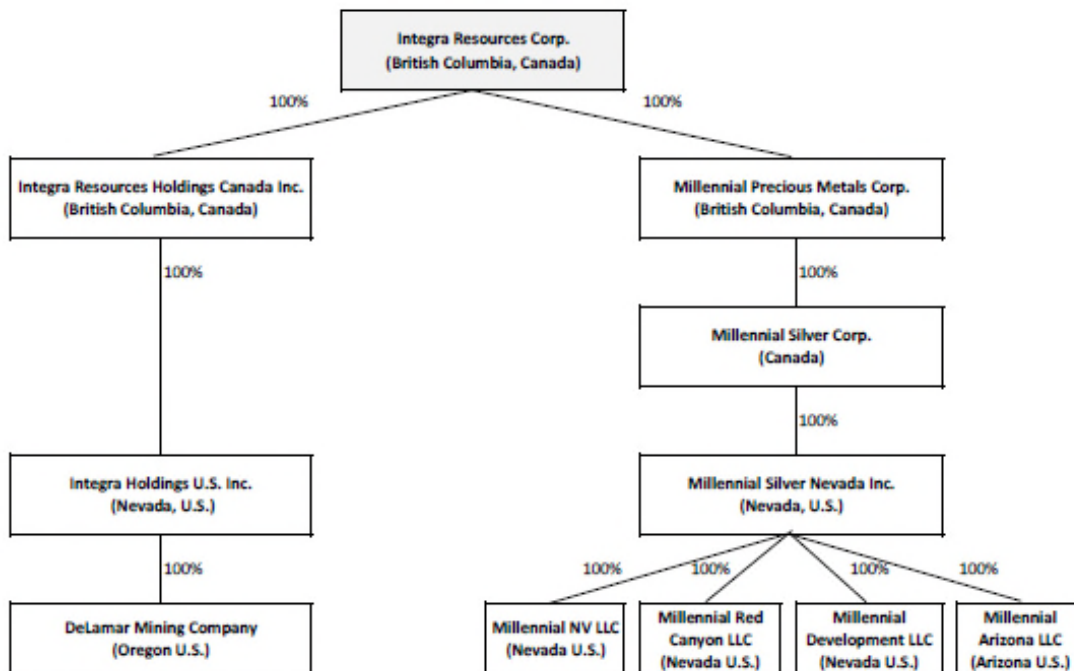 Integra Resources Corp.
(British Columbia, Canada)
100%
100%
Integra Resources Holdings Canada Inc.
(British Columbia, Canada)
Millennial Precious Metals Corp.
(British Columbia, Canada)
100%
100%
Millennial Silver Corp.
(Canada)
100%
Integra Holdings U.S. Inc.
(Nevada, U.S.)
Millennial Silver Nevada Inc.
(Nevada, U.S.)
100%
100%
100%
100%
100%
DeLamar Mining Company
(Oregon U.S.)
Millennial NV LLC
(Nevada U.S.)
Millennial Red
Canyon LLC
(Nevada U.S.)
Millennial
Development LLC
(Nevada U.S.)
Millennial
Arizona LLC
(Arizona U.S.)